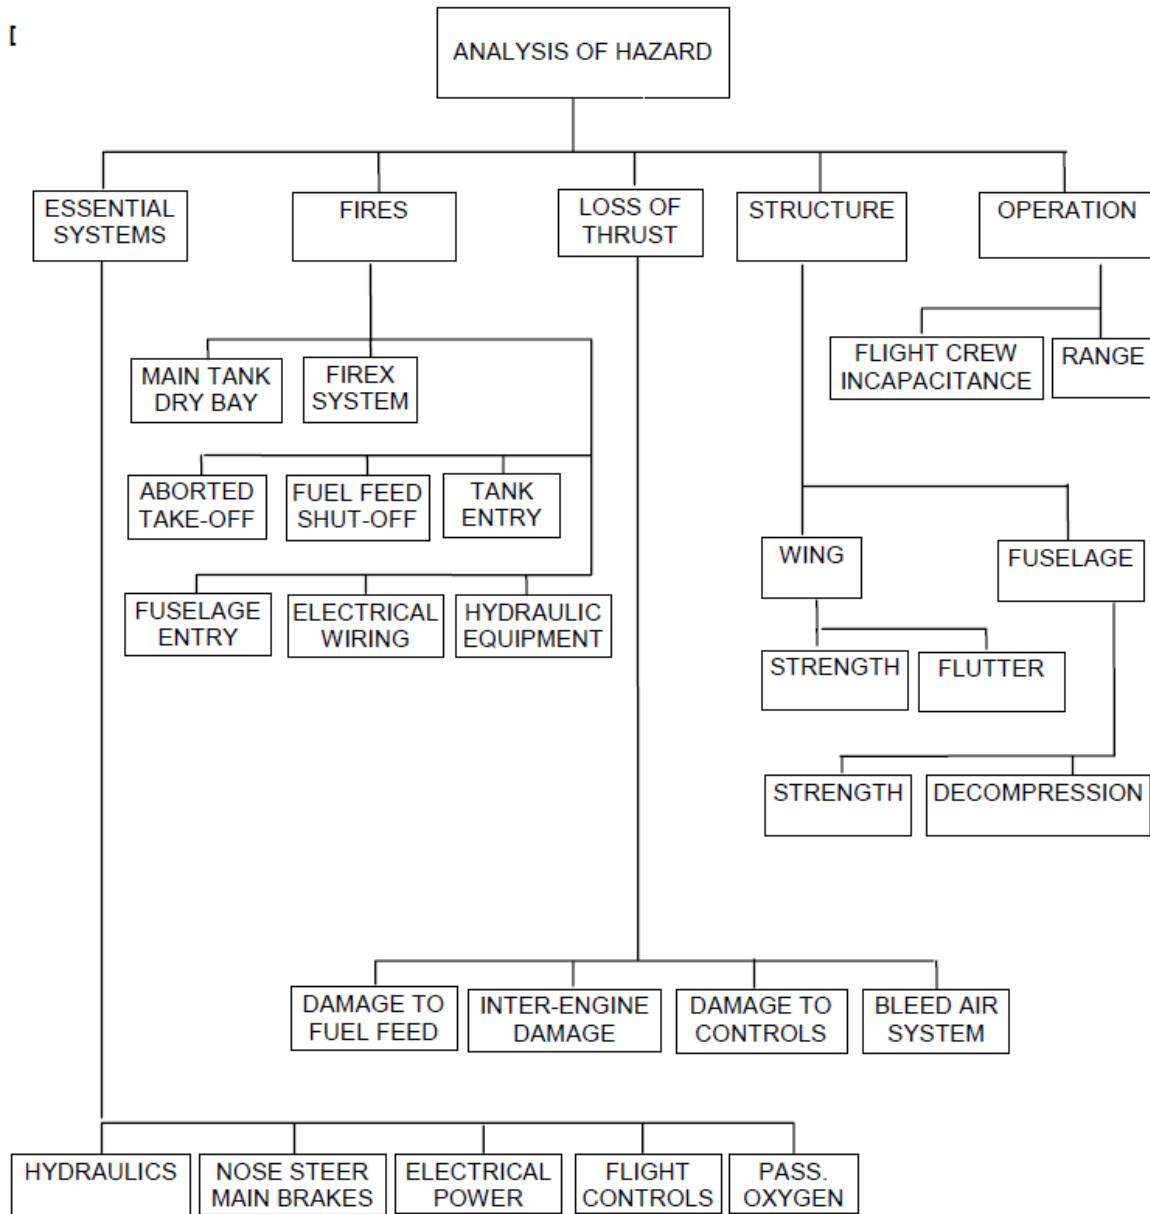 [
ANALYSIS OF HAZARD
ESSENTIAL
SYSTEMS
FIRES
LOSS OF
THRUST
STRUCTURE
OPERATION
FLIGHT CREW
INCAPACITANCE
RANGE
MAIN TANK
DRY BAY
FIREX
SYSTEM
ABORTED
TAKE-OFF
FUEL FEED
SHUT-OFF
TANK
ENTRY
WING
FUSELAGE
FUSELAGE
ENTRY
ELECTRICAL
WIRING
HYDRAULIC
EQUIPMENT
STRENGTH
FLUTTER
STRENGTH
DECOMPRESSION
DAMAGE TO
FUEL FEED
INTER-ENGINE
DAMAGE
DAMAGE TO
CONTROLS
BLEED AIR
SYSTEM
HYDRAULICS
NOSE STEER
MAIN BRAKES
ELECTRICAL
POWER
FLIGHT
CONTROLS
PASS.
OXYGEN